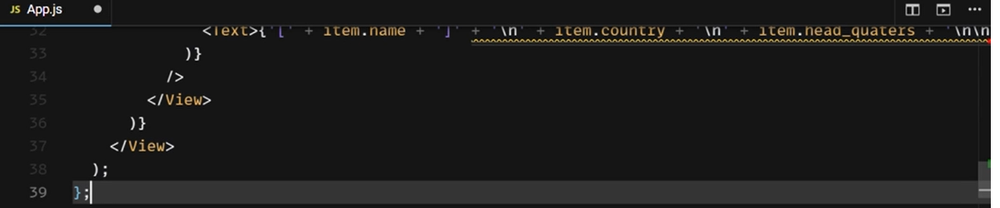 JS App.js
32 <Text>{'[' + item.name + ']' + '\n' + item.country + '\n' + item.head_quaters + '\n\n
33 )}
34 />
35 </View>
36 )}
37 </View>
38 );
39 };